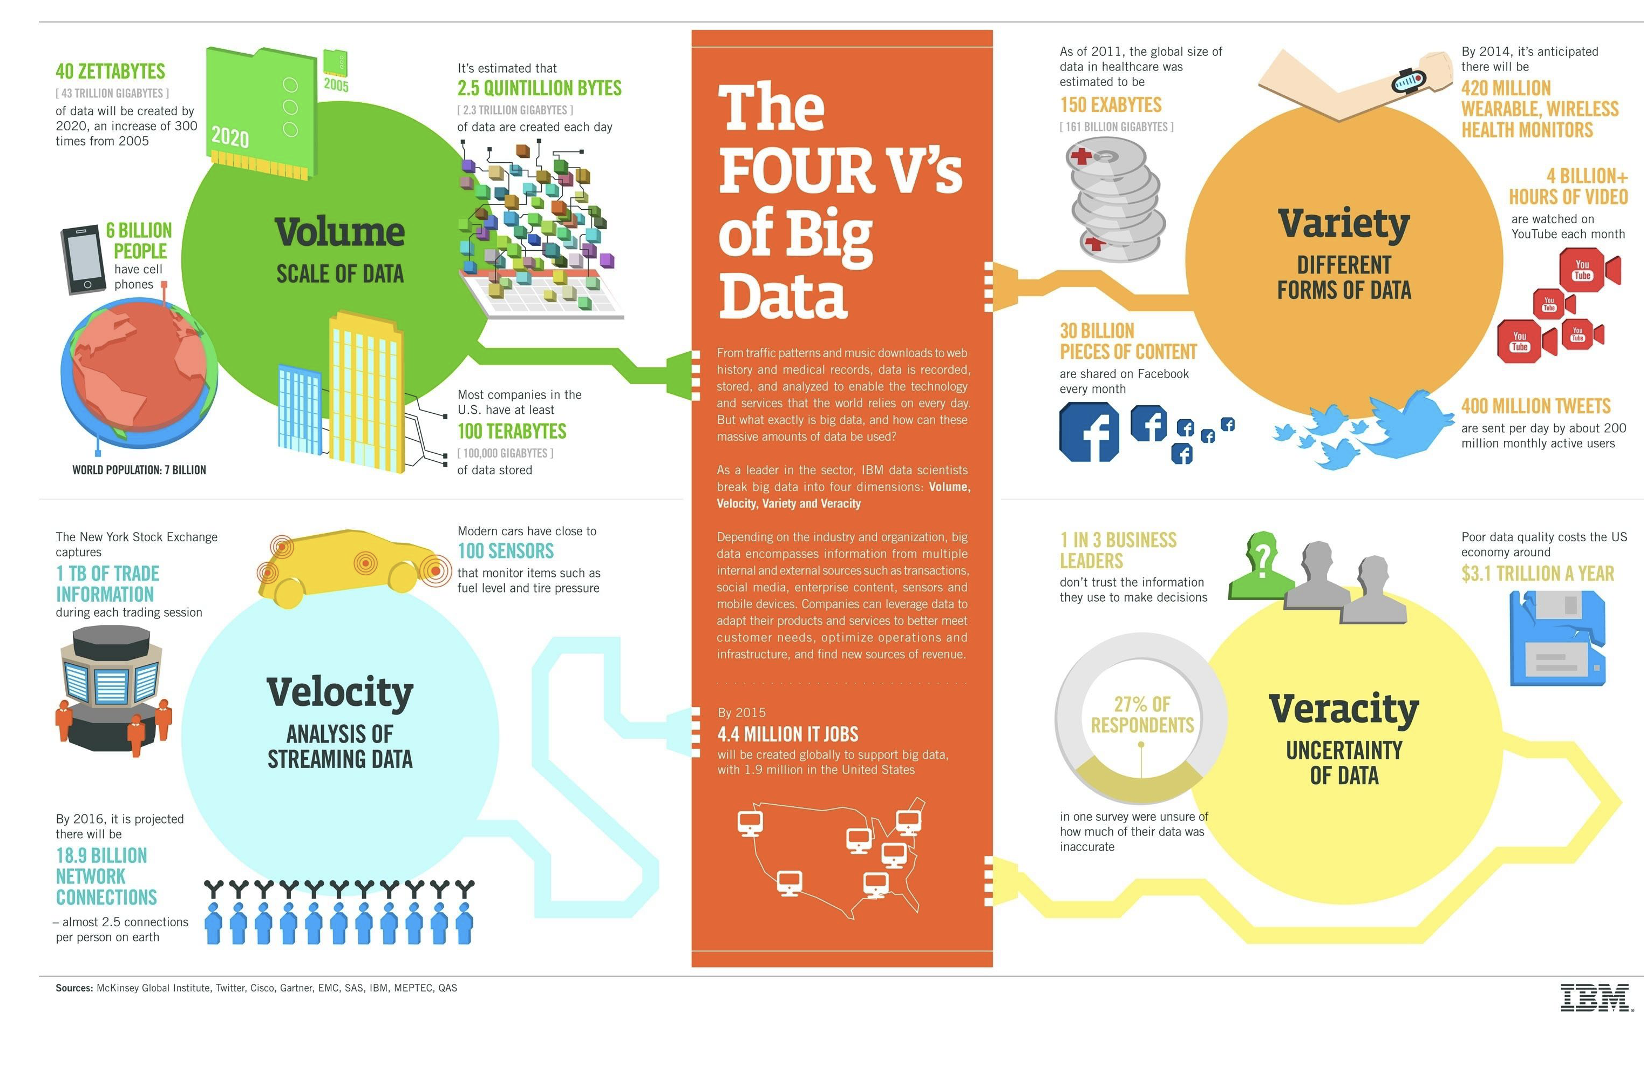 40 ZETTABYTES
[ 43 TRILLION GIGABYTES ]
of data will be created by
2020, an increase of 300
times from 2005
2020
2005
It's estimated that
2.5 QUINTILLION BYTES
[ 2.3 TRILLION GIGABYTES ]
of data are created each day
6 BILLION
PEOPLE
have cell
phones
WORLD POPULATION: 7 BILLION
Volume
SCALE OF DATA
Most companies in the
U.S. have at least
100 TERABYTES
[ 100,000 GIGABYTES ]
of data stored
The New York Stock Exchange
captures
1 TB OF TRADE
INFORMATION
during each trading session
Modern cars have close to
100 SENSORS
that monitor items such as
fuel level and tire pressure
Velocity
ANALYSIS OF
STREAMING DATA
By 2016, it is projected
there will be
18.9 BILLION
NETWORK
CONNECTIONS
– almost 2.5 connections
per person on earth
The
FOUR V's
of Big
Data
From traffic patterns and music downloads to web
history and medical records, data is recorded,
stored, and analyzed to enable the technology
and services that the world relies on every day.
But what exactly is big data, and how can these
massive amounts of data be used?
As a leader in the sector, IBM data scientists
break big data into four dimensions: Volume,
Velocity, Variety and Veracity
Depending on the industry and organization, big
data encompasses information from multiple
internal and external sources such as transactions,
social media, enterprise content, sensors and
mobile devices. Companies can leverage data to
adapt their products and services to better meet
customer needs, optimize operations and
infrastructure, and find new sources of revenue.
By 2015
4.4 MILLION IT JOBS
will be created globally to support big data,
with 1.9 million in the United States
As of 2011, the global size of
data in healthcare was
estimated to be
150 EXABYTES
[ 161 BILLION GIGABYTES ]
By 2014, it's anticipated
there will be
420 MILLION
WEARABLE, WIRELESS
HEALTH MONITORS
4 BILLION+
HOURS OF VIDEO
are watched on
YouTube each month
You
Tube
You
Tube
You
Tube
You
Tube
Variety
DIFFERENT
FORMS OF DATA
30 BILLION
PIECES OF CONTENT
are shared on Facebook
every month
f
f
f
f
f
f
400 MILLION TWEETS
are sent per day by about 200
million monthly active users
1 IN 3 BUSINESS
LEADERS
don't trust the information
they use to make decisions
?
Poor data quality costs the US
economy around
$3.1 TRILLION A YEAR
27% OF
RESPONDENTS
in one survey were unsure of
how much of their data was
inaccurate
Veracity
UNCERTAINTY
OF DATA
Sources: McKinsey Global Institute, Twitter, Cisco, Gartner, EMC, SAS, IBM, MEPTEC, QAS
IBM